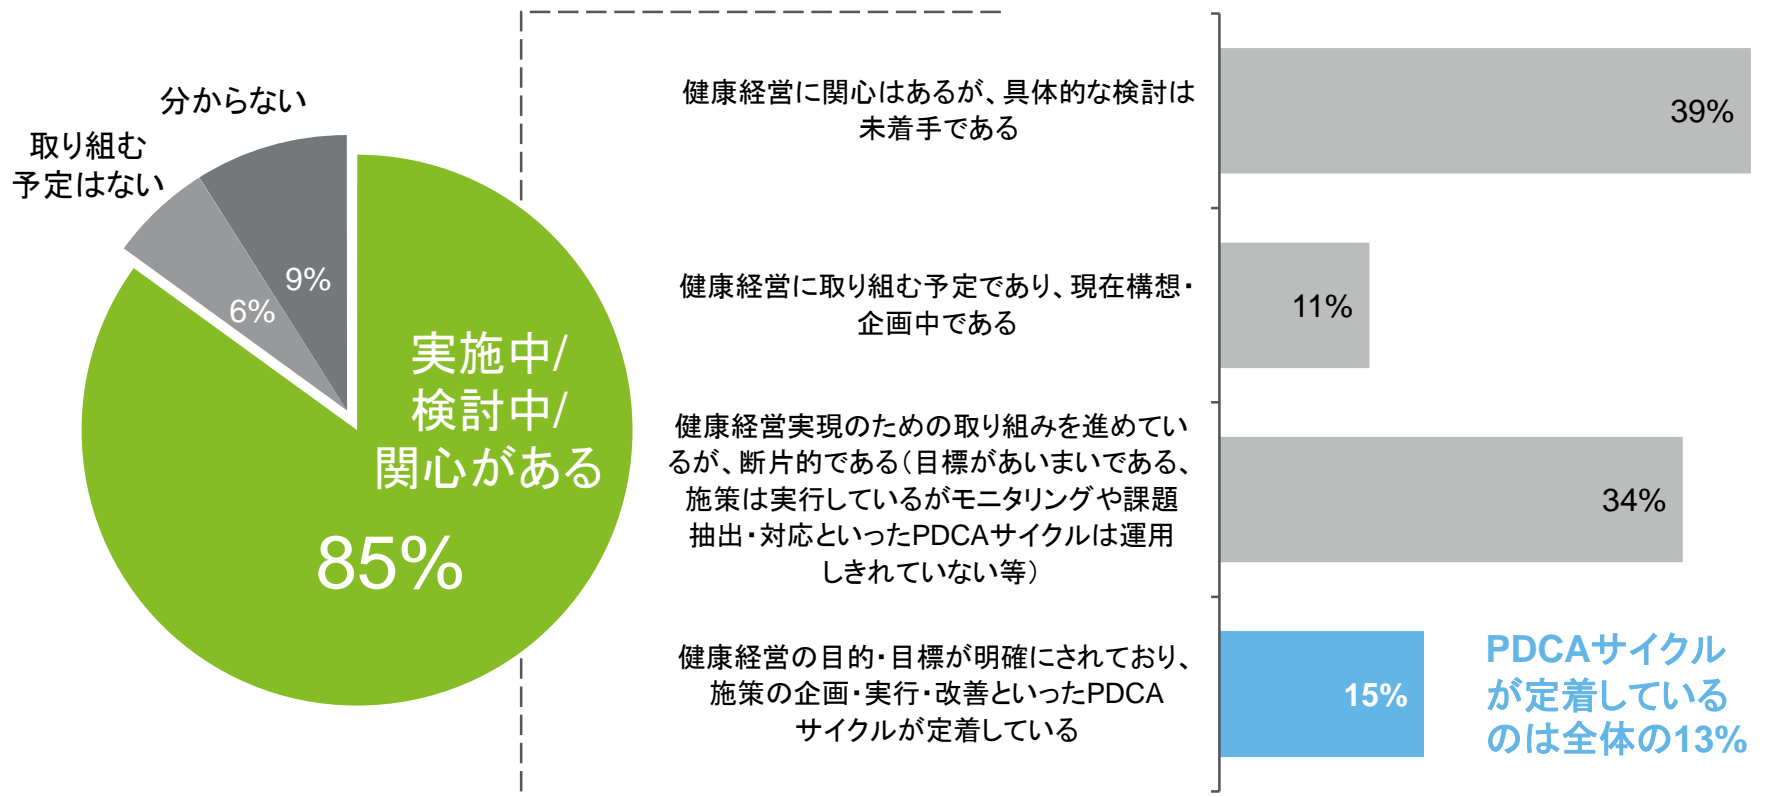 分からない
取り組む
予定はない
9%
6%
実施中/
検討中/
関心がある
85%
健康経営に関心はあるが、具体的な検討は
未着手である
39%
健康経営に取り組む予定であり、現在構想・
企画中である
11%
健康経営実現のための取り組みを進めてい
るが、断片的である（目標があいまいである、
施策は実行しているがモニタリングや課題
抽出・対応といったPDCAサイクルは運用
しきれていない等）
34%
健康経営の目的・目標が明確にされており、
施策の企画・実行・改善といったPDCA
サイクルが定着している
15%
PDCAサイクル
が定着している
のは全体の13%